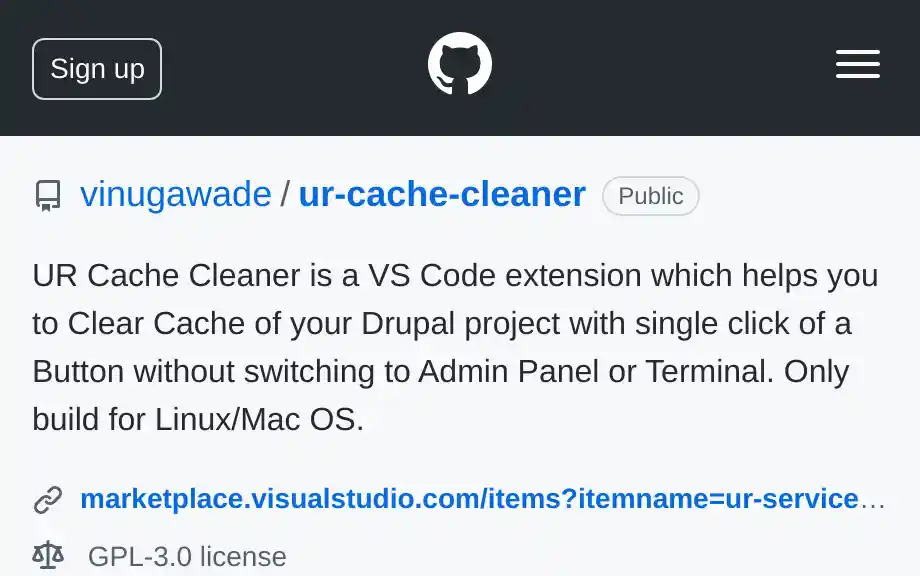 Sign up
vinugawade / ur-cache-cleaner Public
UR Cache Cleaner is a VS Code extension which helps you
to Clear Cache of your Drupal project with single click of a
Button without switching to Admin Panel or Terminal. Only
build for Linux/Mac OS.
marketplace.visualstudio.com/items?itemname=ur-service…
GPL-3.0 license